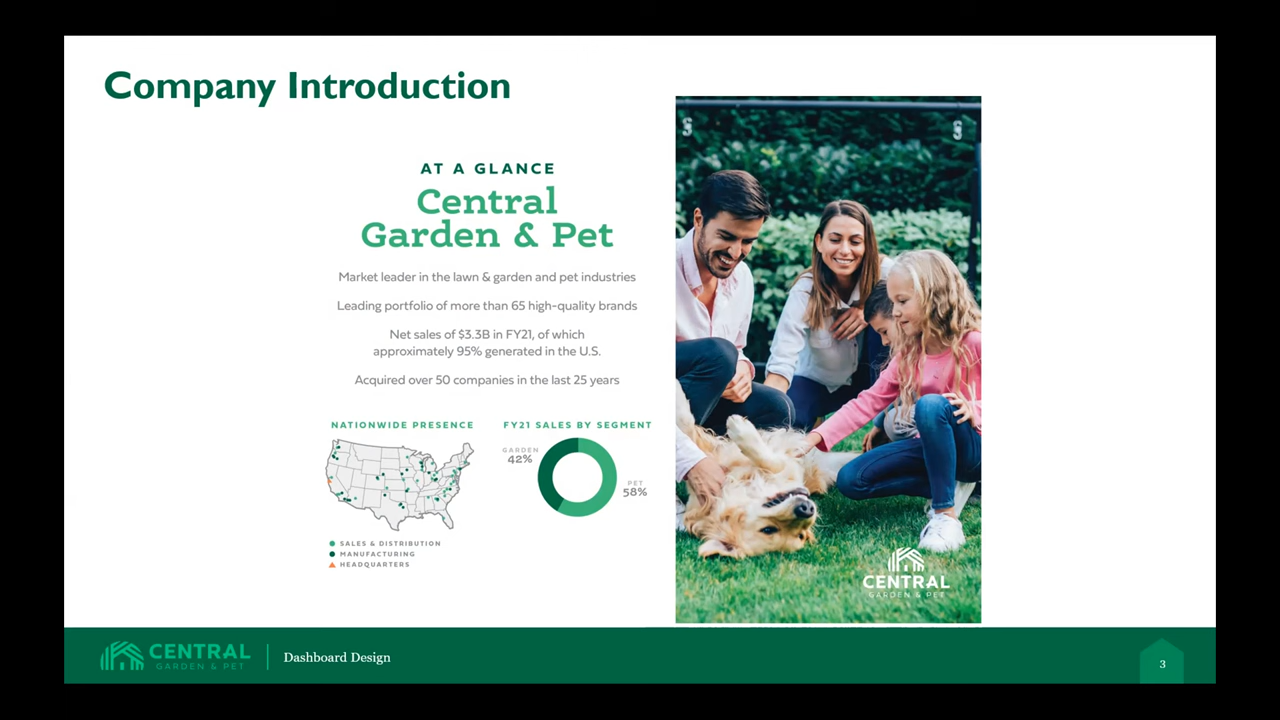 Company Introduction
AT A GLANCE
Central
Garden & Pet
Market leader in the lawn & garden and pet industries
Leading portfolio of more than 65 high-quality brands
Net sales of $3.3B in FY21, of which
approximately 95% generated in the U.S.
Acquired over 50 companies in the last 25 years
NATIONWIDE PRESENCE
SALES & DISTRIBUTION
MANUFACTURING
HEADQUARTERS
FY21 SALES BY SEGMENT
GARDEN
42%
PET
58%
CENTRAL
GARDEN & PET
CENTRAL
GARDEN & PET
Dashboard Design
3